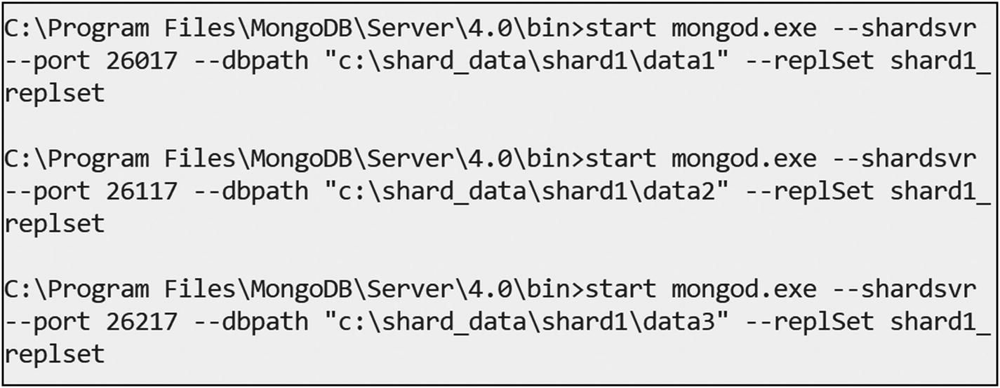 C:\Program Files\MongoDB\Server\4.0\bin>start mongod.exe --shardsvr
--port 26017 --dbpath "c:\shard_data\shard1\data1" --replSet shard1_
replset
C:\Program Files\MongoDB\Server\4.0\bin>start mongod.exe --shardsvr
--port 26117 --dbpath "c:\shard_data\shard1\data2" --replSet shard1_
replset
C:\Program Files\MongoDB\Server\4.0\bin>start mongod.exe --shardsvr
--port 26217 --dbpath "c:\shard_data\shard1\data3" --replSet shard1_
replset